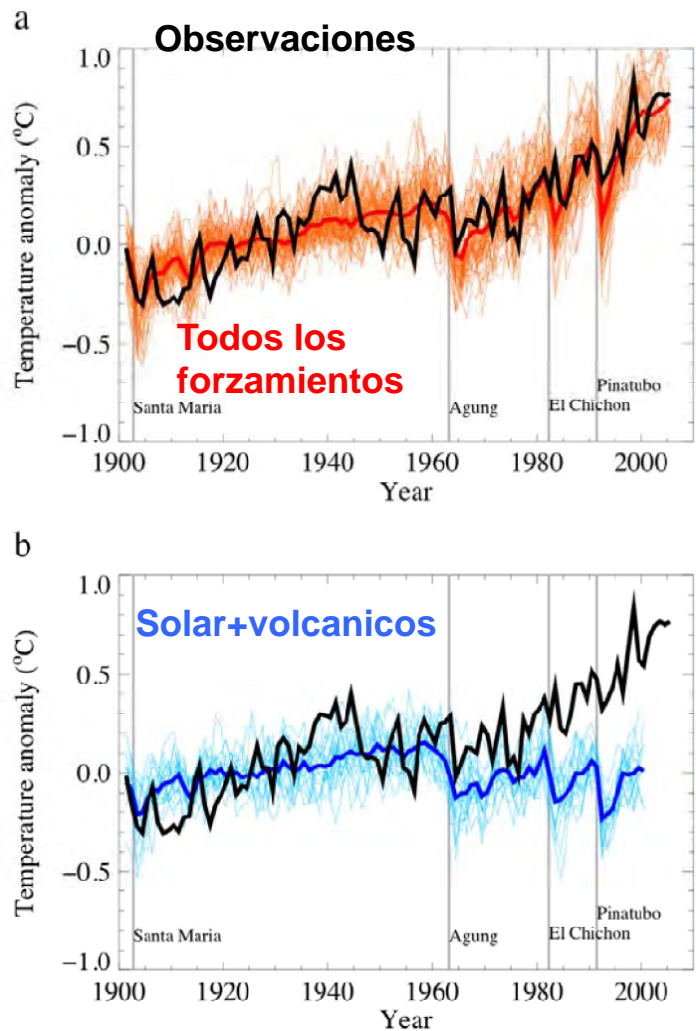 a
Observaciones
1.0
0.5
0.0
−0.5
−1.0
Temperature anomaly (ºC)
Todos los
forzamientos
Santa Maria
Agung
El Chichon
Pinatubo
1900 1920 1940 1960 1980 2000
Year
b
1.0
0.5
0.0
−0.5
−1.0
Temperature anomaly (ºC)
Solar+volcanicos
Santa Maria
Agung
El Chichon
Pinatubo
1900 1920 1940 1960 1980 2000
Year